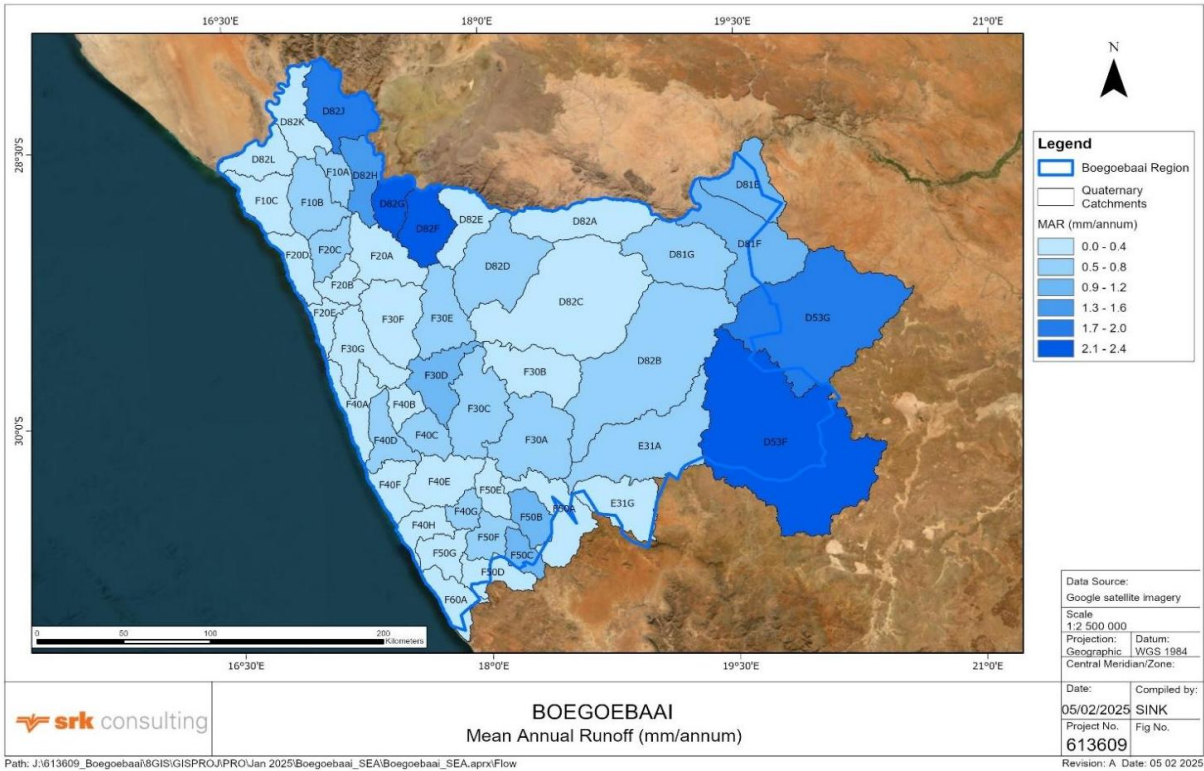 16°30'E 18°0'E 19°30'E 21°0'E
N
28°30'S
30°0'S
D82J
D82K
D82L
F10A
D82H
F10C
F10B
D82G
D82F
D82E
D82A
D81E
D81F
D81G
F20C
F20D
F20A
D82D
F20B
D82C
F20E
F30F
F30E
D53G
F30G
D82B
F30D
F30B
F40A
F40B
F30C
F40D
F40C
F30A
E31A
D53F
F40F
F40E
F50E
F50A
E31G
F40G
F50B
F40H
F50F
F50G
F50C
F50D
F60A
0 50 100 200
Kilometers
16°30'E 18°0'E 19°30'E 21°0'E
Legend
Boegoebaai Region
Quaternary
Catchments
MAR (mm/annum)
0.0 - 0.4
0.5 - 0.8
0.9 - 1.2
1.3 - 1.6
1.7 - 2.0
2.1 - 2.4
Data Source:
Google satellite imagery
Scale
1:2 500 000
Projection: Datum:
Geographic WGS 1984
Central Meridian/Zone:
Date: Compiled by:
05/02/2025 SINK
Project No. Fig No.
613609
srk consulting
BOEGOEBAAI
Mean Annual Runoff (mm/annum)
Path: J:\613609_Boegoebaai\8GIS\GISPROJ\PRO\Jan 2025\Boegoebaai_SEA\Boegoebaai_SEA.aprx\Flow
Revision: A Date: 05 02 2025